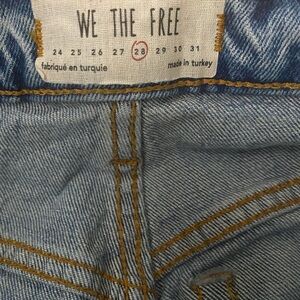 WE THE FREE
24 25 26 27 28 29 30 31
fabriqué en turquie made in turkey